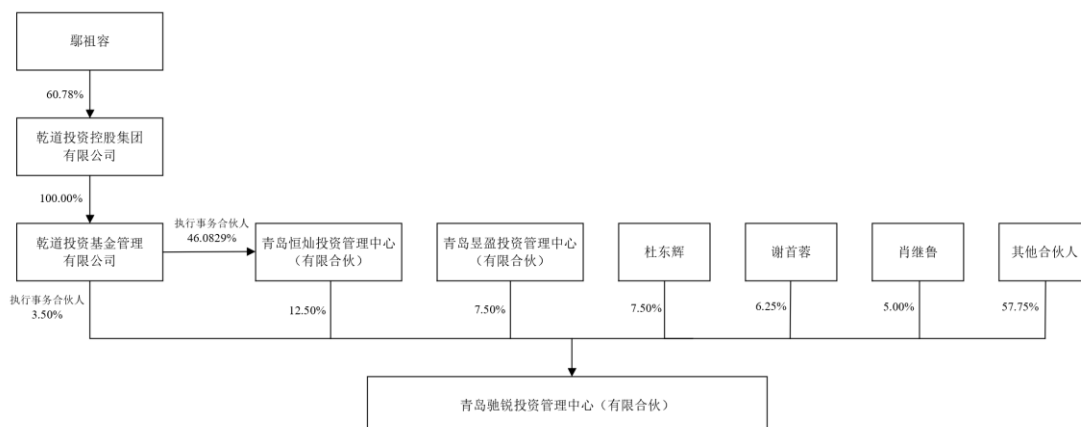 鄢祖容
60.78%
乾道投资控股集团
有限公司
100.00%
乾道投资基金管理
有限公司
执行事务合伙人
46.0829%
青岛恒灿投资管理中心
（有限合伙）
青岛昱盈投资管理中心
（有限合伙）
杜东辉
谢首蓉
肖继鲁
其他合伙人
执行事务合伙人
3.50%
12.50%
7.50%
7.50%
6.25%
5.00%
57.75%
青岛驰锐投资管理中心（有限合伙）